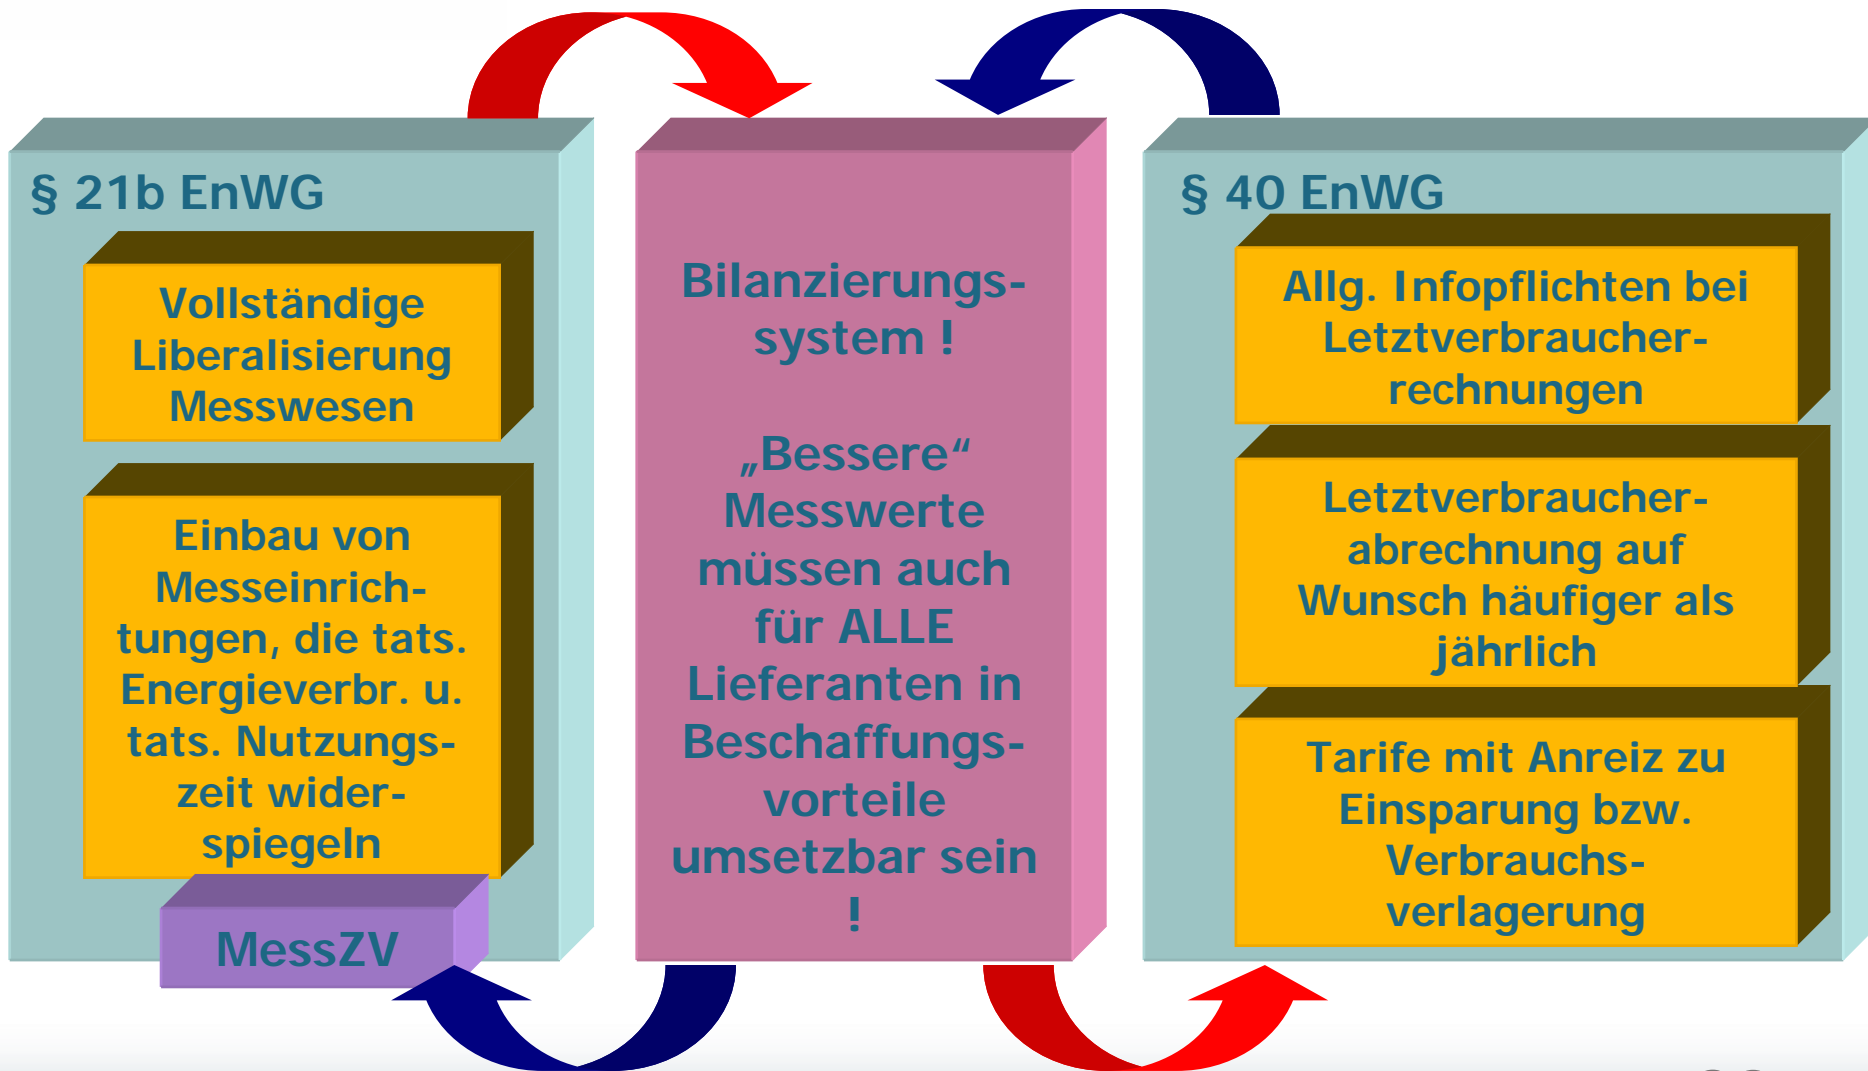 § 21b EnWG
Vollständige
Liberalisierung
Messwesen
Einbau von
Messeinrich-
tungen, die tats.
Energieverbr. u.
tats. Nutzungs-
zeit wider-
spiegeln
MessZV
Bilanzierungs-
system !
„Bessere“
Messwerte
müssen auch
für ALLE
Lieferanten in
Beschaffungs-
vorteile
umsetzbar sein
!
§ 40 EnWG
Allg. Infopflichten bei
Letztverbraucher-
rechnungen
Letztverbraucher-
abrechnung auf
Wunsch häufiger als
jährlich
Tarife mit Anreiz zu
Einsparung bzw.
Verbrauchs-
verlagerung